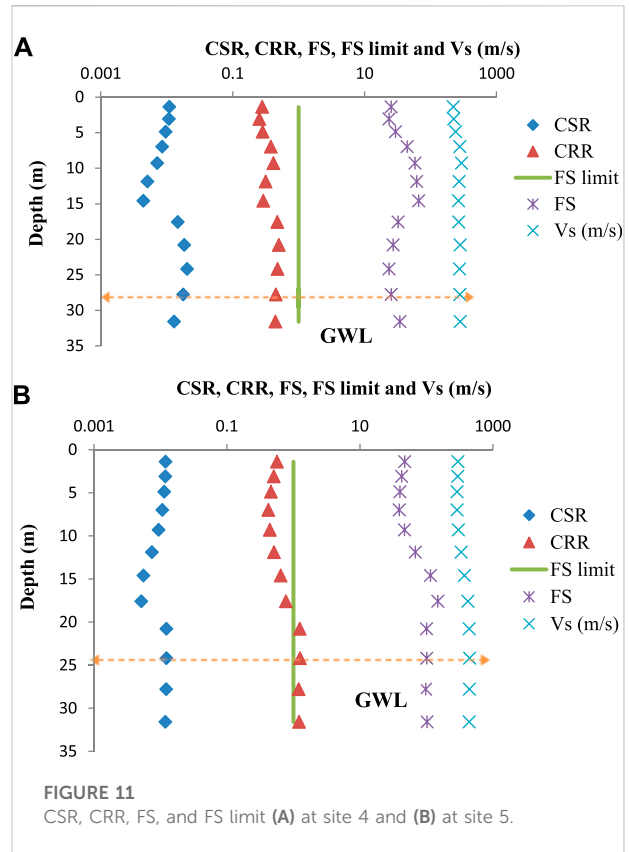 A
CSR, CRR, FS, FS limit and Vs (m/s)
0.001 0.1 10 1000
0
5
10
15
20
25
30
35
Depth (m)
CSR
CRR
FS limit
FS
Vs (m/s)
GWL
B
CSR, CRR, FS, FS limit and Vs (m/s)
0.001 0.1 10 1000
0
5
10
15
20
25
30
35
Depth (m)
CSR
CRR
FS limit
FS
Vs (m/s)
GWL
FIGURE 11
CSR, CRR, FS, and FS limit (A) at site 4 and (B) at site 5.